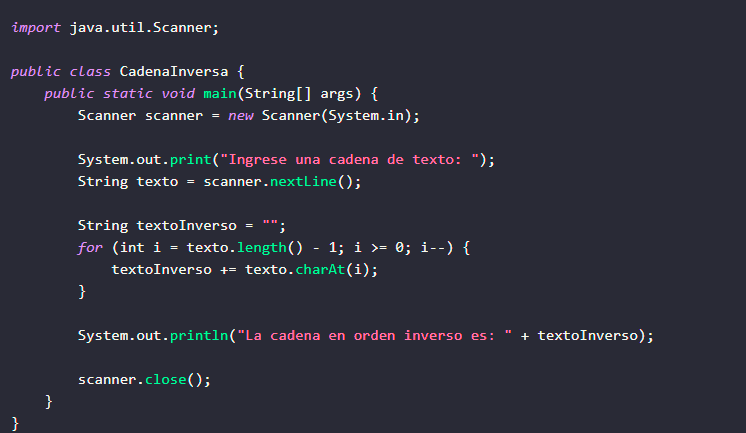 import java.util.Scanner;
public class CadenaInversa {
public static void main(String[] args) {
Scanner scanner = new Scanner(System.in);
System.out.print("Ingrese una cadena de texto: ");
String texto = scanner.nextLine();
String textoInverso = "";
for (int i = texto.length() - 1; i >= 0; i--) {
textoInverso += texto.charAt(i);
}
System.out.println("La cadena en orden inverso es: " + textoInverso);
scanner.close();
}
}